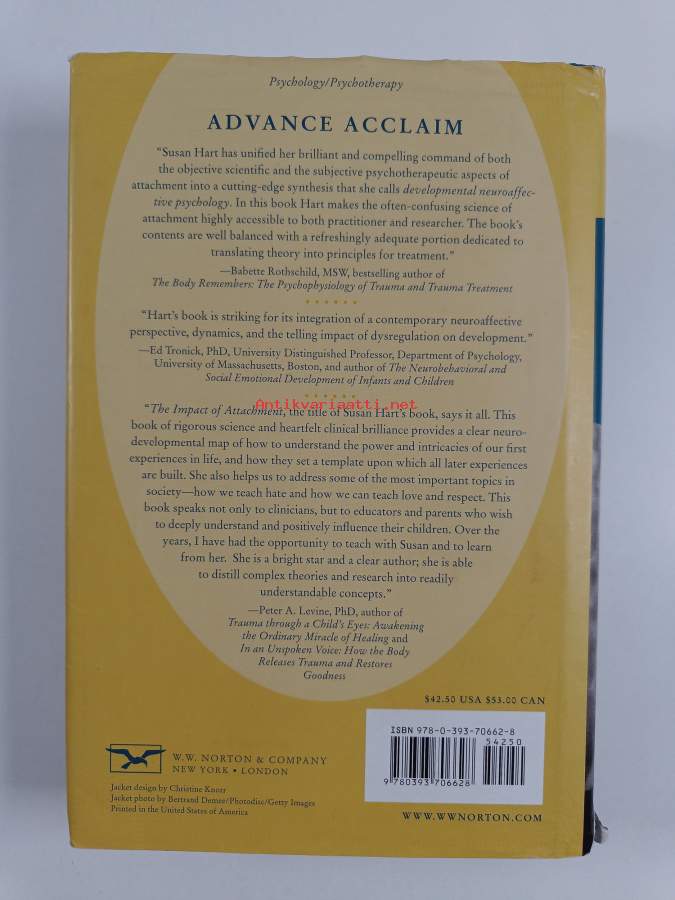 Psychology/Psychotherapy
ADVANCE ACCLAIM
“Susan Hart has unified her brilliant and compelling command of both
the objective scientific and the subjective psychotherapeutic aspects of
attachment into a cutting-edge synthesis that she calls developmental neuroaffec-
tive psychology. In this book Hart makes the often-confusing science of
attachment highly accessible to both practitioner and researcher. The book’s
contents are well balanced with a refreshingly adequate portion dedicated to
translating theory into principles for treatment.”
—Babette Rothschild, MSW, bestselling author of
The Body Remembers: The Psychophysiology of Trauma and Trauma Treatment
“Hart’s book is striking for its integration of a contemporary neuroaffective
perspective, dynamics, and the telling impact of dysregulation on development.”
—Ed Tronick, PhD, University Distinguished Professor, Department of Psychology,
University of Massachusetts, Boston, and author of The Neurobehavioral and
Social Emotional Development of Infants and Children
Antikvariaatti.net
“The Impact of Attachment, the title of Susan Hart’s book, says it all. This
book of rigorous science and heartfelt clinical brilliance provides a clear neuro-
developmental map of how to understand the power and intricacies of our first
experiences in life, and how they set a template upon which all later experiences
are built. She also helps us to address some of the most important topics in
society—how we teach hate and how we can teach love and respect. This
book speaks not only to clinicians, but to educators and parents who wish
to deeply understand and positively influence their children. Over the
years, I have had the opportunity to teach with Susan and to learn
from her. She is a bright star and a clear author; she is able
to distill complex theories and research into readily
understandable concepts.”
—Peter A. Levine, PhD, author of
Trauma through a Child’s Eyes: Awakening
the Ordinary Miracle of Healing and
In an Unspoken Voice: How the Body
Releases Trauma and Restores
Goodness
$42.50 USA $53.00 CAN
ISBN 978-0-393-70662-8
54250
9 780393 706628
W. W. NORTON & COMPANY
NEW YORK • LONDON
Jacket design by Christine
Jacket photo by Bertrand Demee/Photodisc/Getty Images
Printed in the United States of America
WWW.WWNORTON.COM